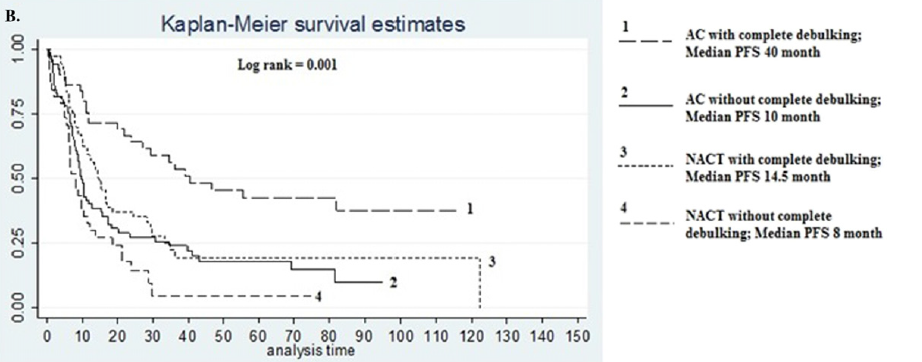 B.
Kaplan-Meier survival estimates
Log rank = 0.001
1.00
0.75
0.50
0.25
0.00
1
2
3
4
0 10 20 30 40 50 60 70 80 90 100 110 120 130 140 150
analysis time
1
AC with complete debulking;
Median PFS 40 month
2
AC without complete debulking;
Median PFS 10 month
3
NACT with complete debulking;
Median PFS 14.5 month
4
NACT without complete
debulking; Median PFS 8 month